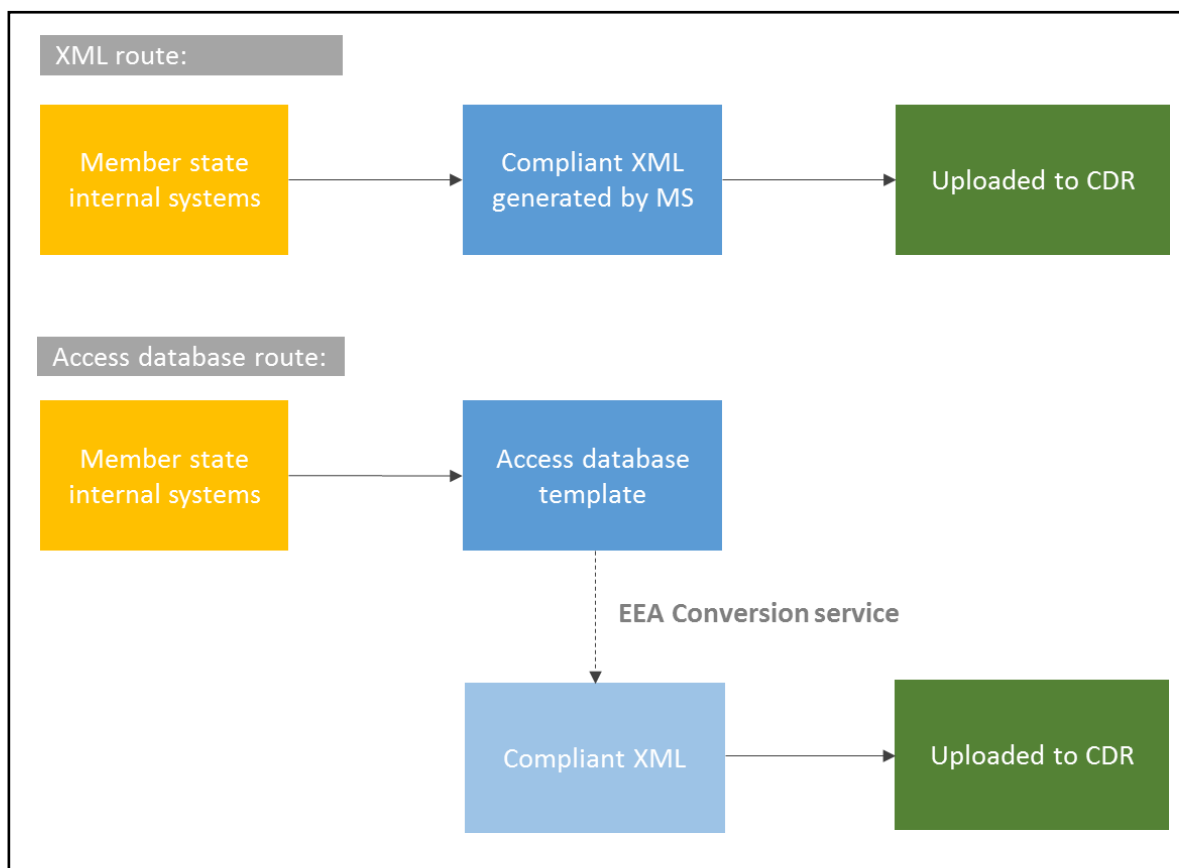 XML route:
Member state
internal systems
Compliant XML
generated by MS
Uploaded to CDR
Access database route:
Member state
internal systems
Access database
template
EEA Conversion service
Compliant XML
Uploaded to CDR